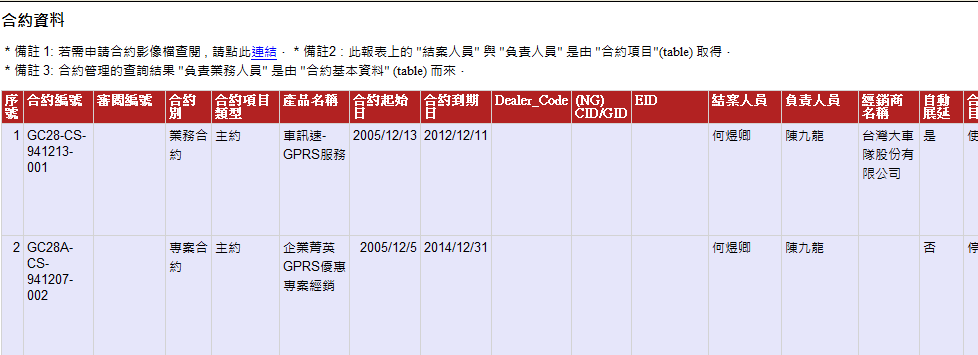 合約資料
* 備註 1: 若需申請合約影像檔查閱 , 請點此連結 . * 備註2 : 此報表上的 "結案人員" 與 "負責人員" 是由 "合約項目"(table) 取得 .
* 備註 3: 合約管理的查詢結果 "負責業務人員" 是由 "合約基本資料" (table) 而來 .
序號 合約編號 審閱編號 合約別 合約項目類型 產品名稱 合約起始日 合約到期日 Dealer_Code (NG) CID/GID EID 結案人員 負責人員 經銷商名稱 自動展延
1 GC28-CS-941213-001 業務合約 主約 車訊速-GPRS服務 2005/12/13 2012/12/11 何煜卿 陳九龍 台灣大車隊股份有限公司 是
2 GC28A-CS-941207-002 專案合約 主約 企業菁英GPRS優惠專案經銷 2005/12/5 2014/12/31 何煜卿 陳九龍 否